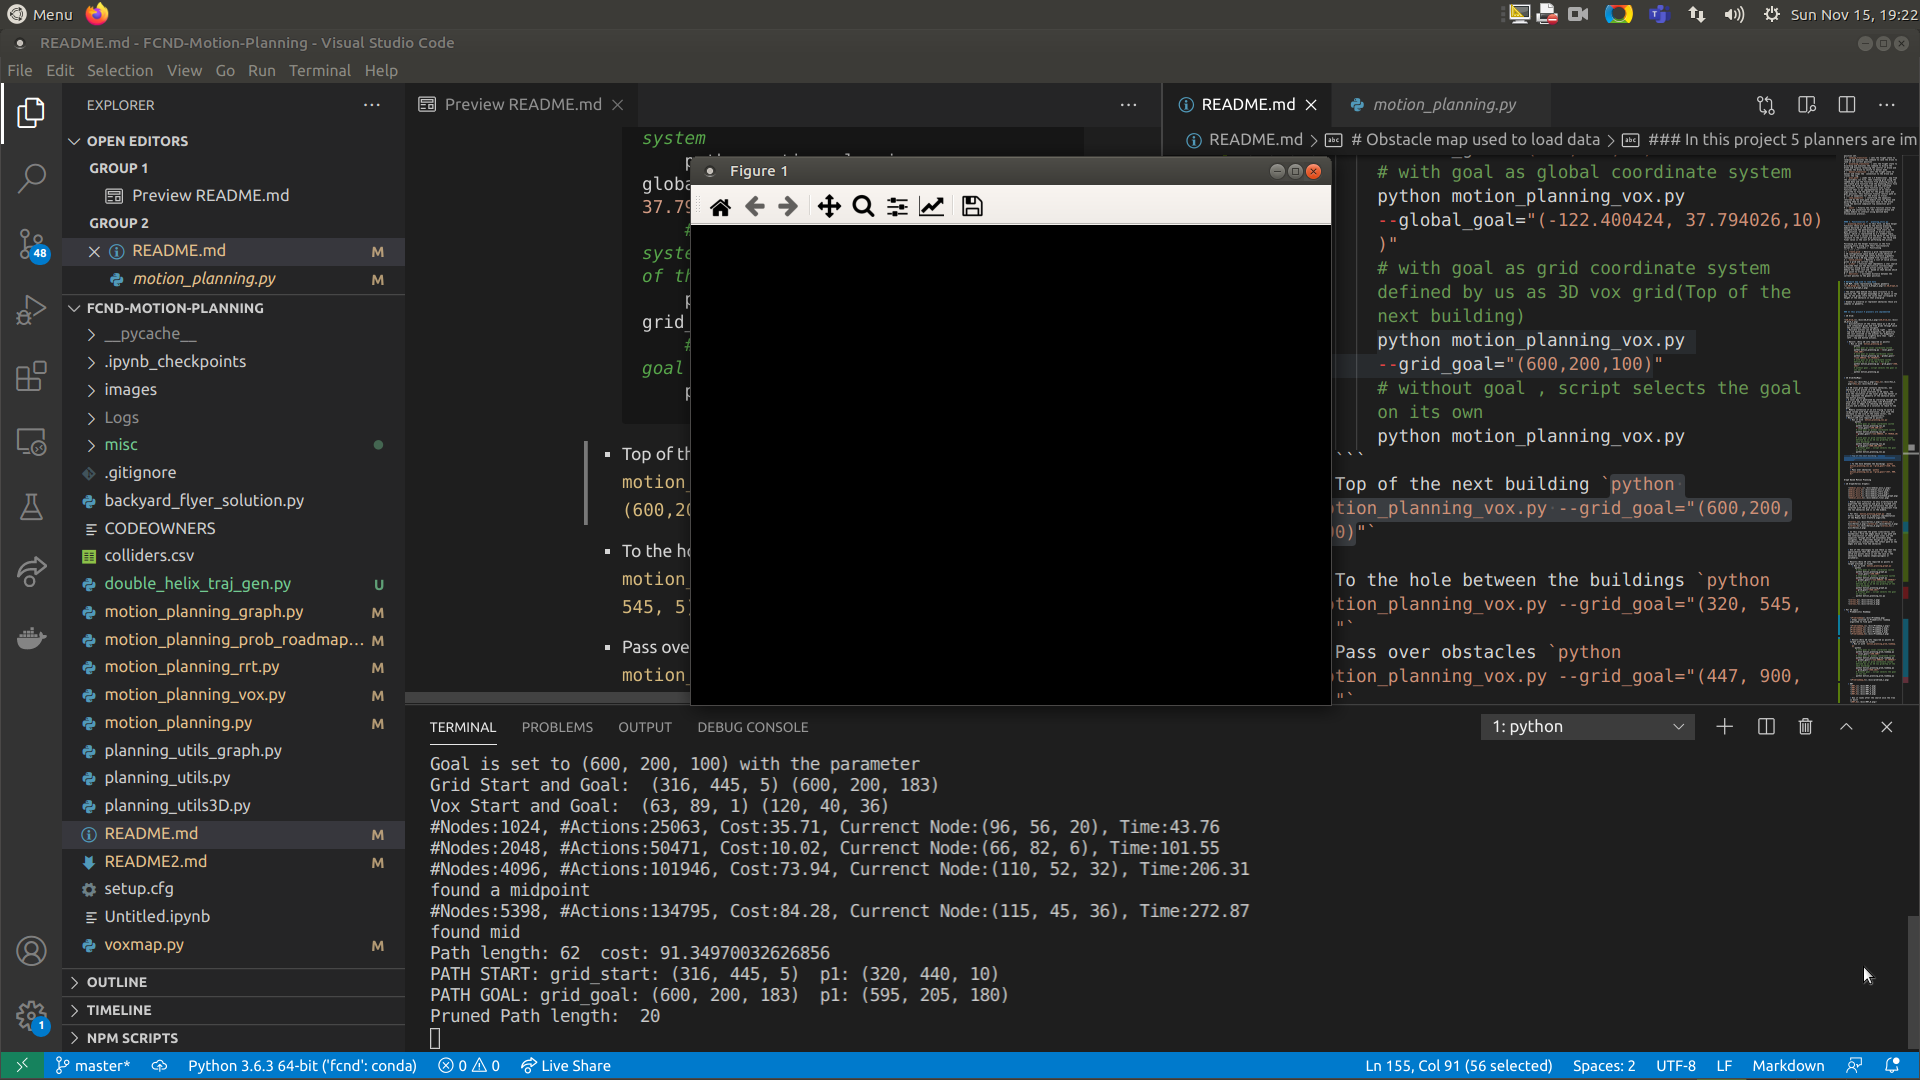 Menu
Sun Nov 15, 19:22
README.md - FCND-Motion-Planning - Visual Studio Code
File Edit Selection View Go Run Terminal Help
EXPLORER
OPEN EDITORS
GROUP 1
Preview README.md
GROUP 2
README.md M
motion_planning.py M
48
FCND-MOTION-PLANNING
__pycache__
.ipynb_checkpoints
images
Logs
misc
.gitignore
backyard_flyer_solution.py
CODEOWNERS
colliders.csv
double_helix_traj_gen.py U
motion_planning_graph.py M
motion_planning_prob_roadmap... M
motion_planning_rrt.py M
motion_planning_vox.py M
motion_planning.py M
planning_utils_graph.py
planning_utils.py
planning_utils3D.py
README.md M
README2.md M
setup.cfg
Untitled.ipynb
voxmap.py M
OUTLINE
TIMELINE
NPM SCRIPTS
1
Preview README.md
system
globa
37.79
syste
of th
grid_
goal
Top of th
motion_
(600,20
To the ho
motion_
545, 5)
Pass ove
motion_
Figure 1
README.md
motion_planning.py
README.md > # Obstacle map used to load data > ### In this project 5 planners are im
# with goal as global coordinate system
python motion_planning_vox.py
--global_goal="(-122.400424, 37.794026,10)
)"
# with goal as grid coordinate system
defined by us as 3D vox grid(Top of the
next building)
python motion_planning_vox.py
--grid_goal="(600,200,100)"
# without goal , script selects the goal
on its own
python motion_planning_vox.py
```
Top of the next building `python
tion_planning_vox.py --grid_goal="(600,200,
0)"`
To the hole between the buildings `python
tion_planning_vox.py --grid_goal="(320, 545,
"`
Pass over obstacles `python
tion_planning_vox.py --grid_goal="(447, 900,
"`
TERMINAL PROBLEMS OUTPUT DEBUG CONSOLE
1: python
Goal is set to (600, 200, 100) with the parameter
Grid Start and Goal:  (316, 445, 5) (600, 200, 183)
Vox Start and Goal:  (63, 89, 1) (120, 40, 36)
#Nodes:1024, #Actions:25063, Cost:35.71, Currenct Node:(96, 56, 20), Time:43.76
#Nodes:2048, #Actions:50471, Cost:10.02, Currenct Node:(66, 82, 6), Time:101.55
#Nodes:4096, #Actions:101946, Cost:73.94, Currenct Node:(110, 52, 32), Time:206.31
found a midpoint
#Nodes:5398, #Actions:134795, Cost:84.28, Currenct Node:(115, 45, 36), Time:272.87
found mid
Path length: 62  cost: 91.34970032626856
PATH START: grid_start: (316, 445, 5)  p1: (320, 440, 10)
PATH GOAL: grid_goal: (600, 200, 183)  p1: (595, 205, 180)
Pruned Path length:  20
master* Python 3.6.3 64-bit ('fcnd': conda) 0 0 Live Share
Ln 155, Col 91 (56 selected) Spaces: 2 UTF-8 LF Markdown